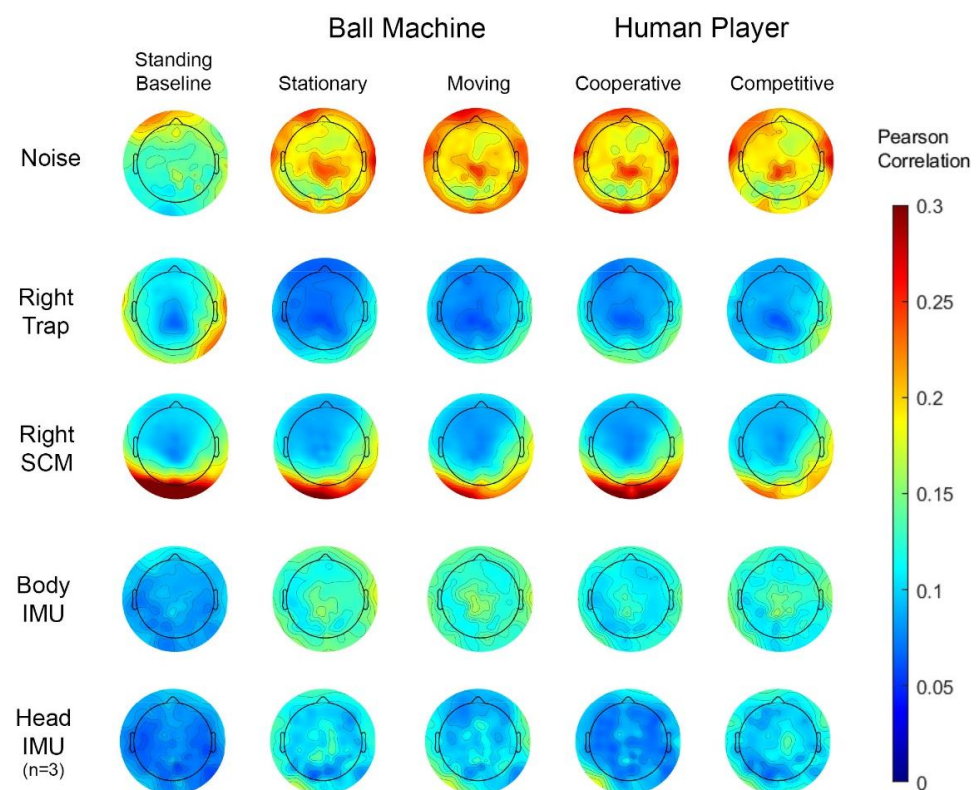 Ball Machine
Human Player
Standing
Baseline
Stationary
Moving
Cooperative
Competitive
Noise
Right
Trap
Right
SCM
Body
IMU
Head
IMU
(n=3)
Pearson
Correlation
0.3
0.25
0.2
0.15
0.1
0.05
0